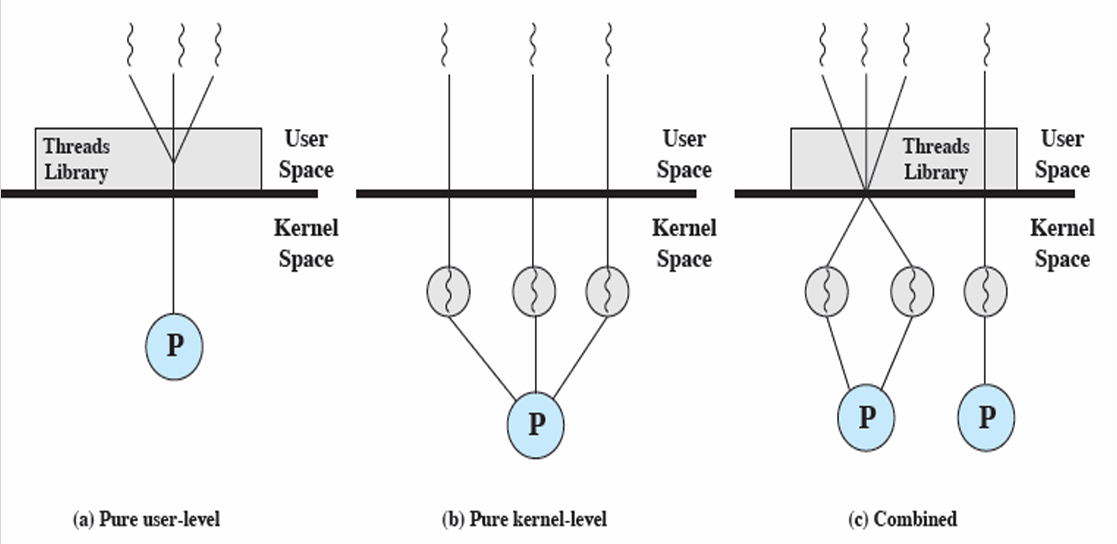 Threads
Library
User
Space
Kernel
Space
P
(a) Pure user-level
User
Space
Kernel
Space
P
(b) Pure kernel-level
Threads
Library
User
Space
Kernel
Space
P
P
(c) Combined